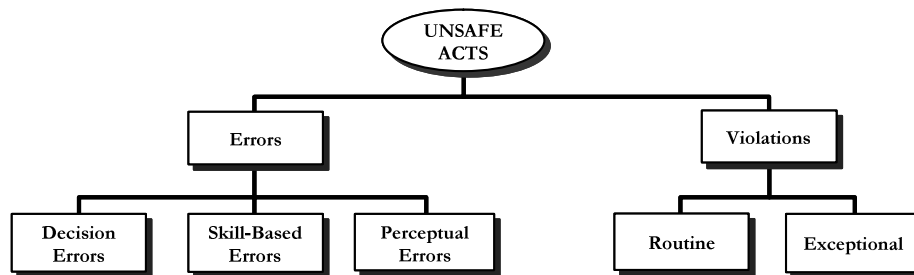 UNSAFE
ACTS
Errors
Violations
Decision
Errors
Skill-Based
Errors
Perceptual
Errors
Routine
Exceptional